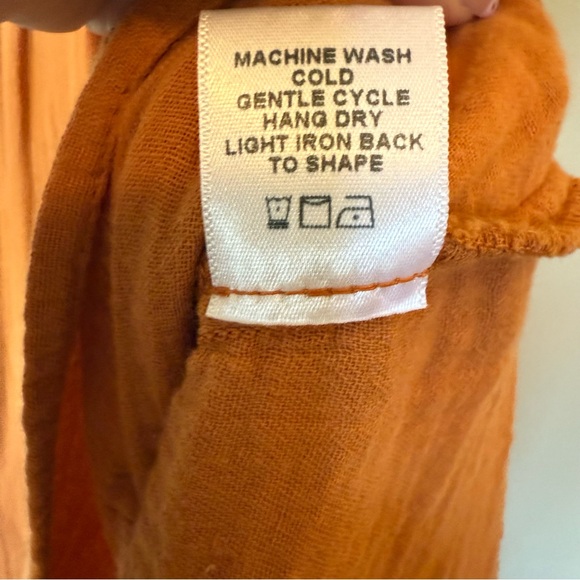 MACHINE WASH
COLD
GENTLE CYCLE
HANG DRY
LIGHT IRON BACK
TO SHAPE